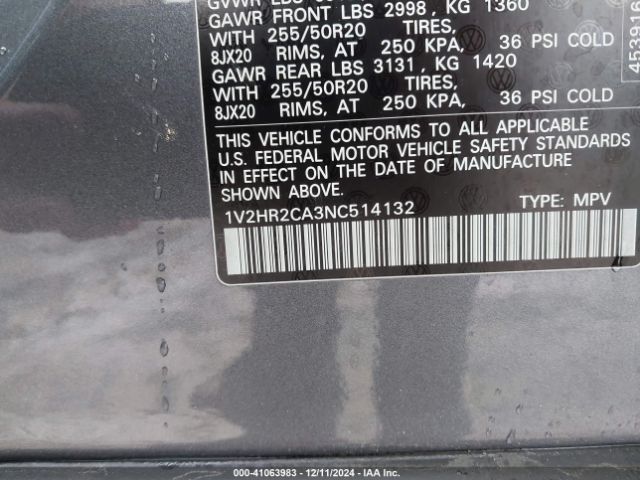 GVWR LBS
GAWR FRONT LBS 2998, KG 1360
WITH 255/50R20 TIRES,
8JX20 RIMS, AT 250 KPA, 36 PSI COLD
GAWR REAR LBS 3131, KG 1420
WITH 255/50R20 TIRES,
8JX20 RIMS, AT 250 KPA, 36 PSI COLD
THIS VEHICLE CONFORMS TO ALL APPLICABLE
U.S. FEDERAL MOTOR VEHICLE SAFETY STANDARDS
IN EFFECT ON THE DATE OF MANUFACTURE
SHOWN ABOVE.
1V2HR2CA3NC514132 TYPE: MPV
453916
000-41063983 - 12/11/2024 - IAA Inc.